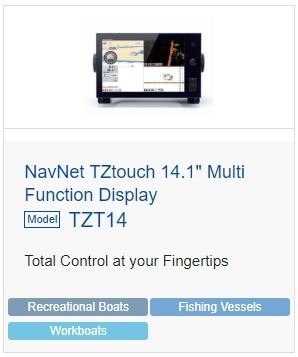 NavNet TZtouch 14.1" Multi
Function Display
Model TZT14
Total Control at your Fingertips
Recreational Boats Fishing Vessels
Workboats